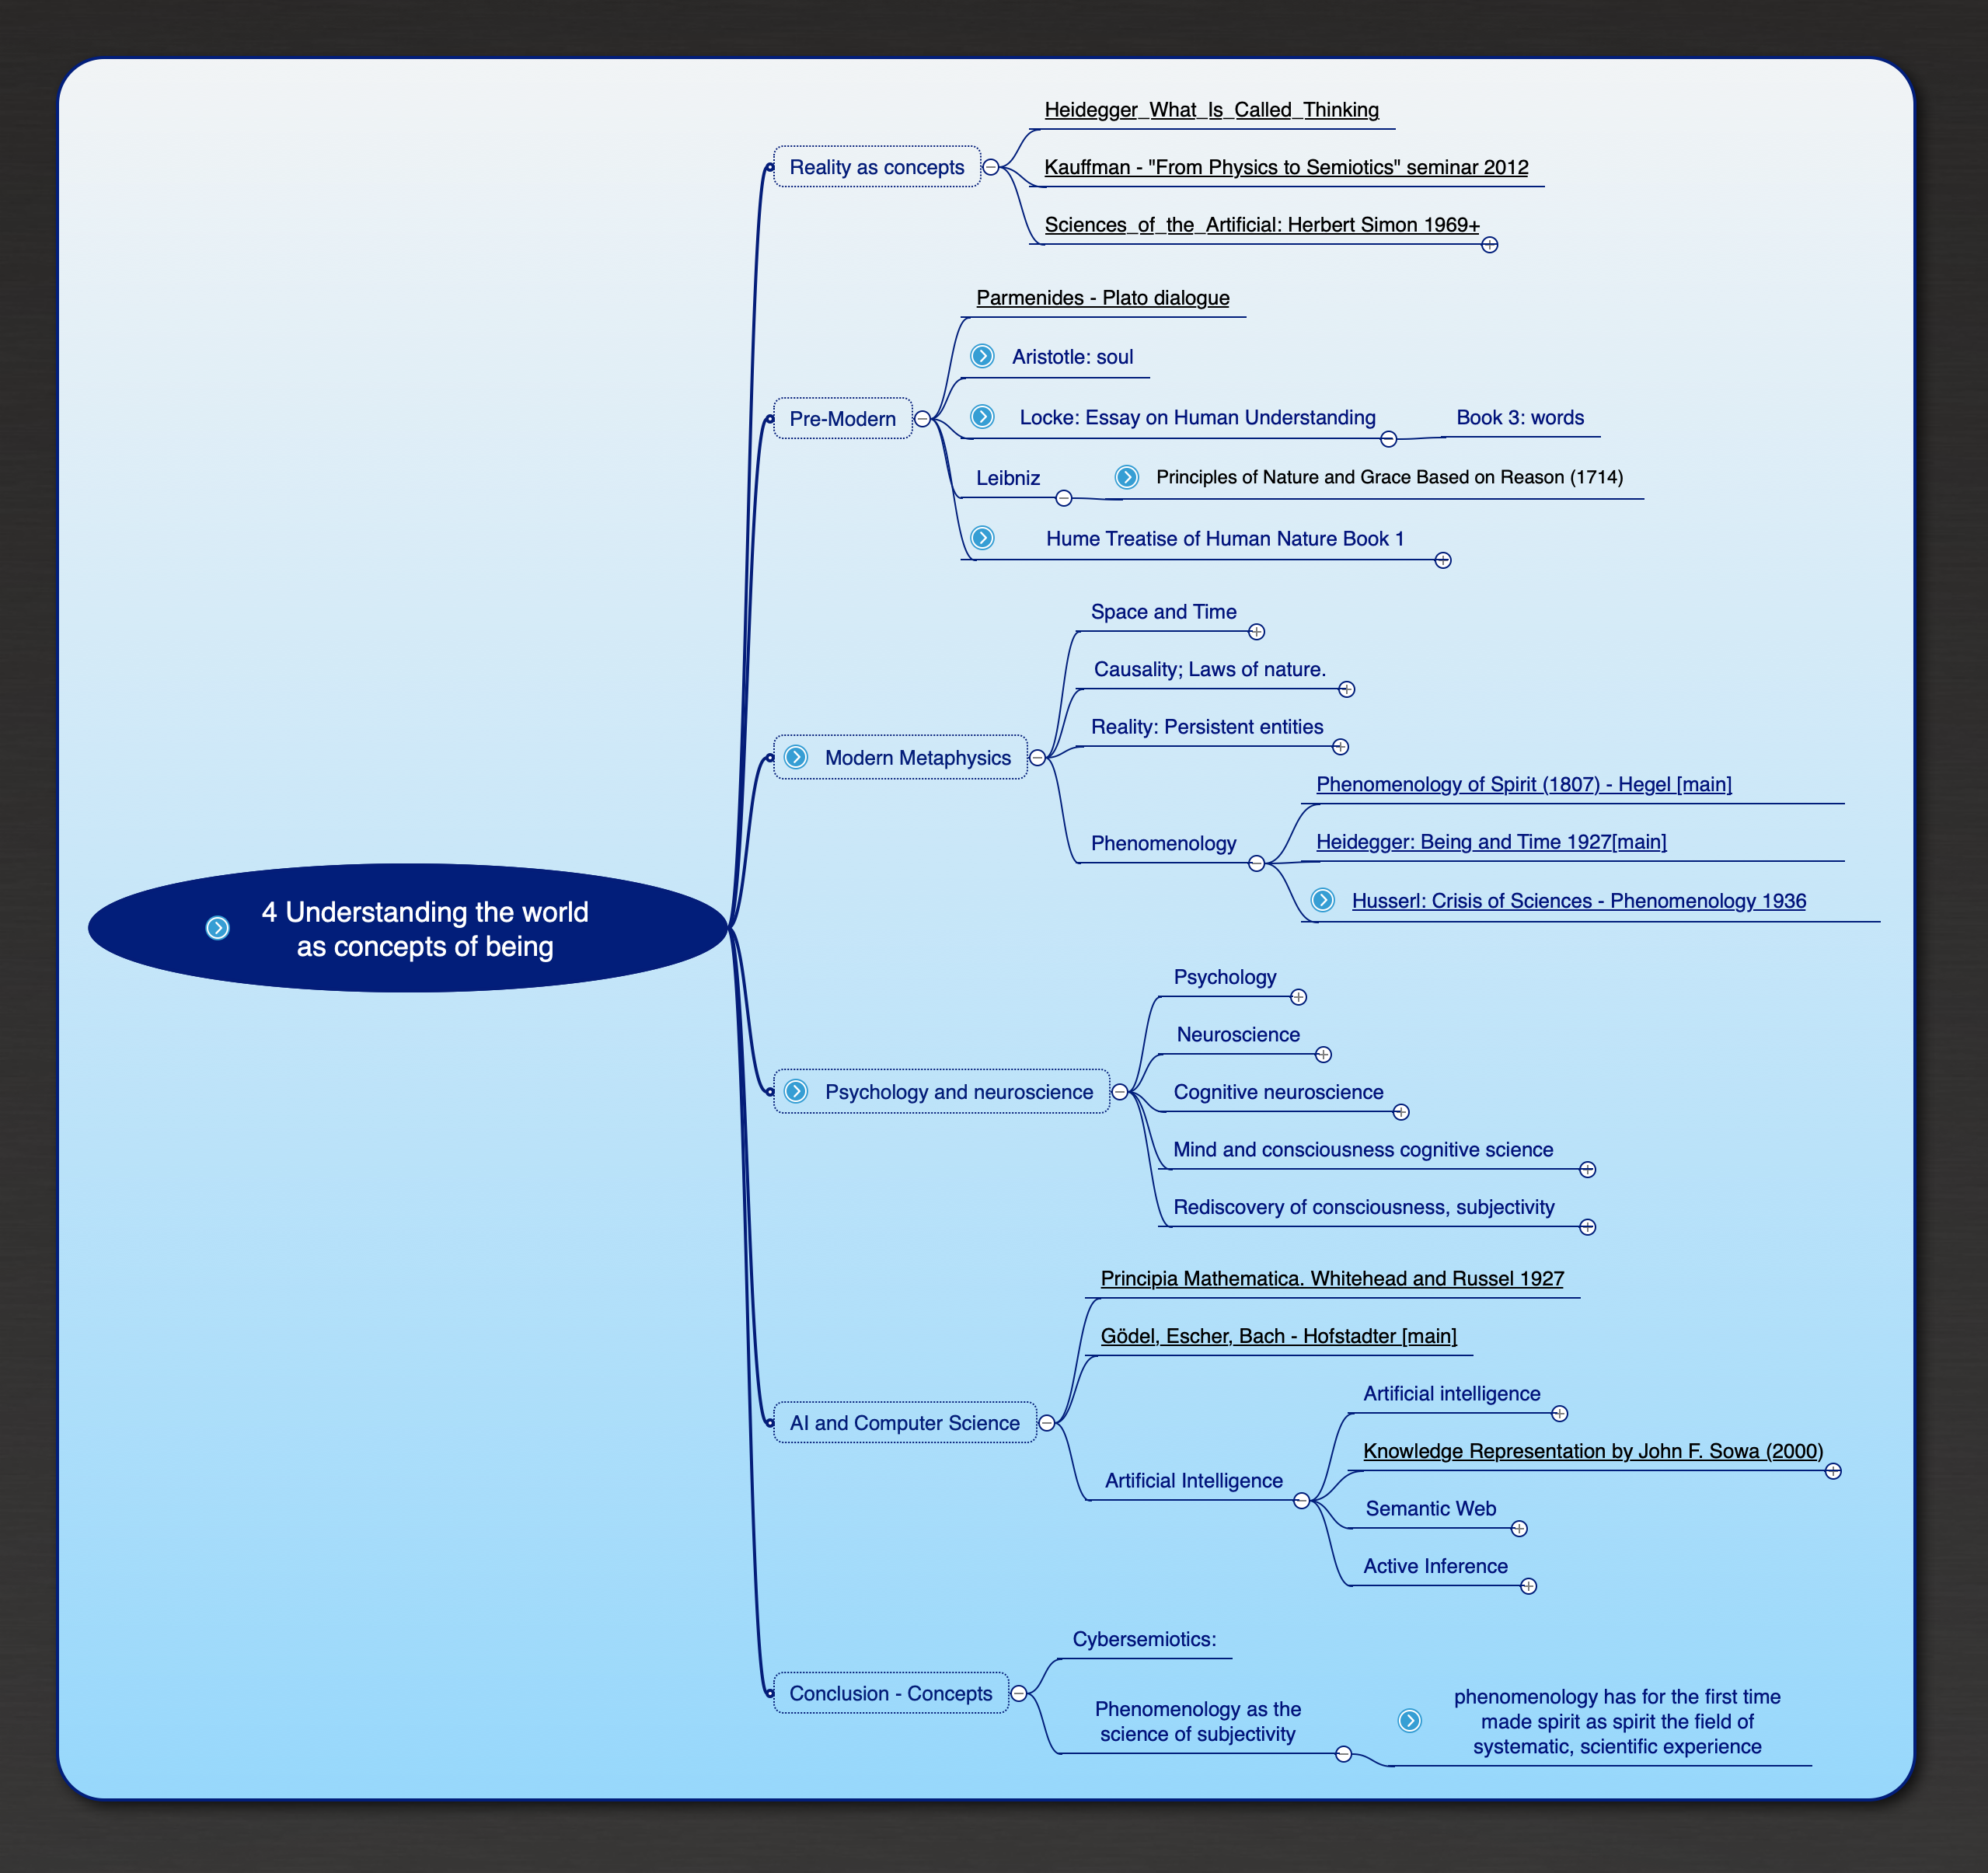 Heidegger_What_Is_Called_Thinking
Reality as concepts
Kauffman - "From Physics to Semiotics" seminar 2012
Sciences_of_the_Artificial: Herbert Simon 1969+
Parmenides - Plato dialogue
Aristotle: soul
Pre-Modern
Locke: Essay on Human Understanding
Book 3: words
Leibniz
Principles of Nature and Grace Based on Reason (1714)
Hume Treatise of Human Nature Book 1
Space and Time
Causality; Laws of nature.
Reality: Persistent entities
Modern Metaphysics
Phenomenology of Spirit (1807) - Hegel [main]
Phenomenology
Heidegger: Being and Time 1927[main]
Husserl: Crisis of Sciences - Phenomenology 1936
4 Understanding the world
as concepts of being
Psychology
Neuroscience
Psychology and neuroscience
Cognitive neuroscience
Mind and consciousness cognitive science
Rediscovery of consciousness, subjectivity
Principia Mathematica. Whitehead and Russel 1927
Gödel, Escher, Bach - Hofstadter [main]
AI and Computer Science
Artificial intelligence
Knowledge Representation by John F. Sowa (2000)
Artificial Intelligence
Semantic Web
Active Inference
Cybersemiotics:
Conclusion - Concepts
Phenomenology as the
science of subjectivity
phenomenology has for the first time
made spirit as spirit the field of
systematic, scientific experience